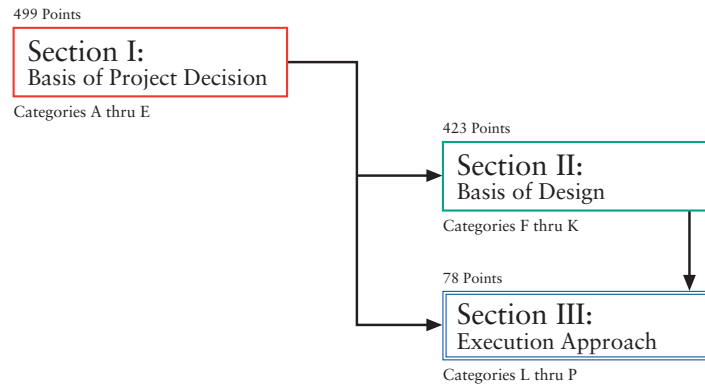 499 Points
Section I:
Basis of Project Decision
Categories A thru E
423 Points
Section II:
Basis of Design
Categories F thru K
78 Points
Section III:
Execution Approach
Categories L thru P